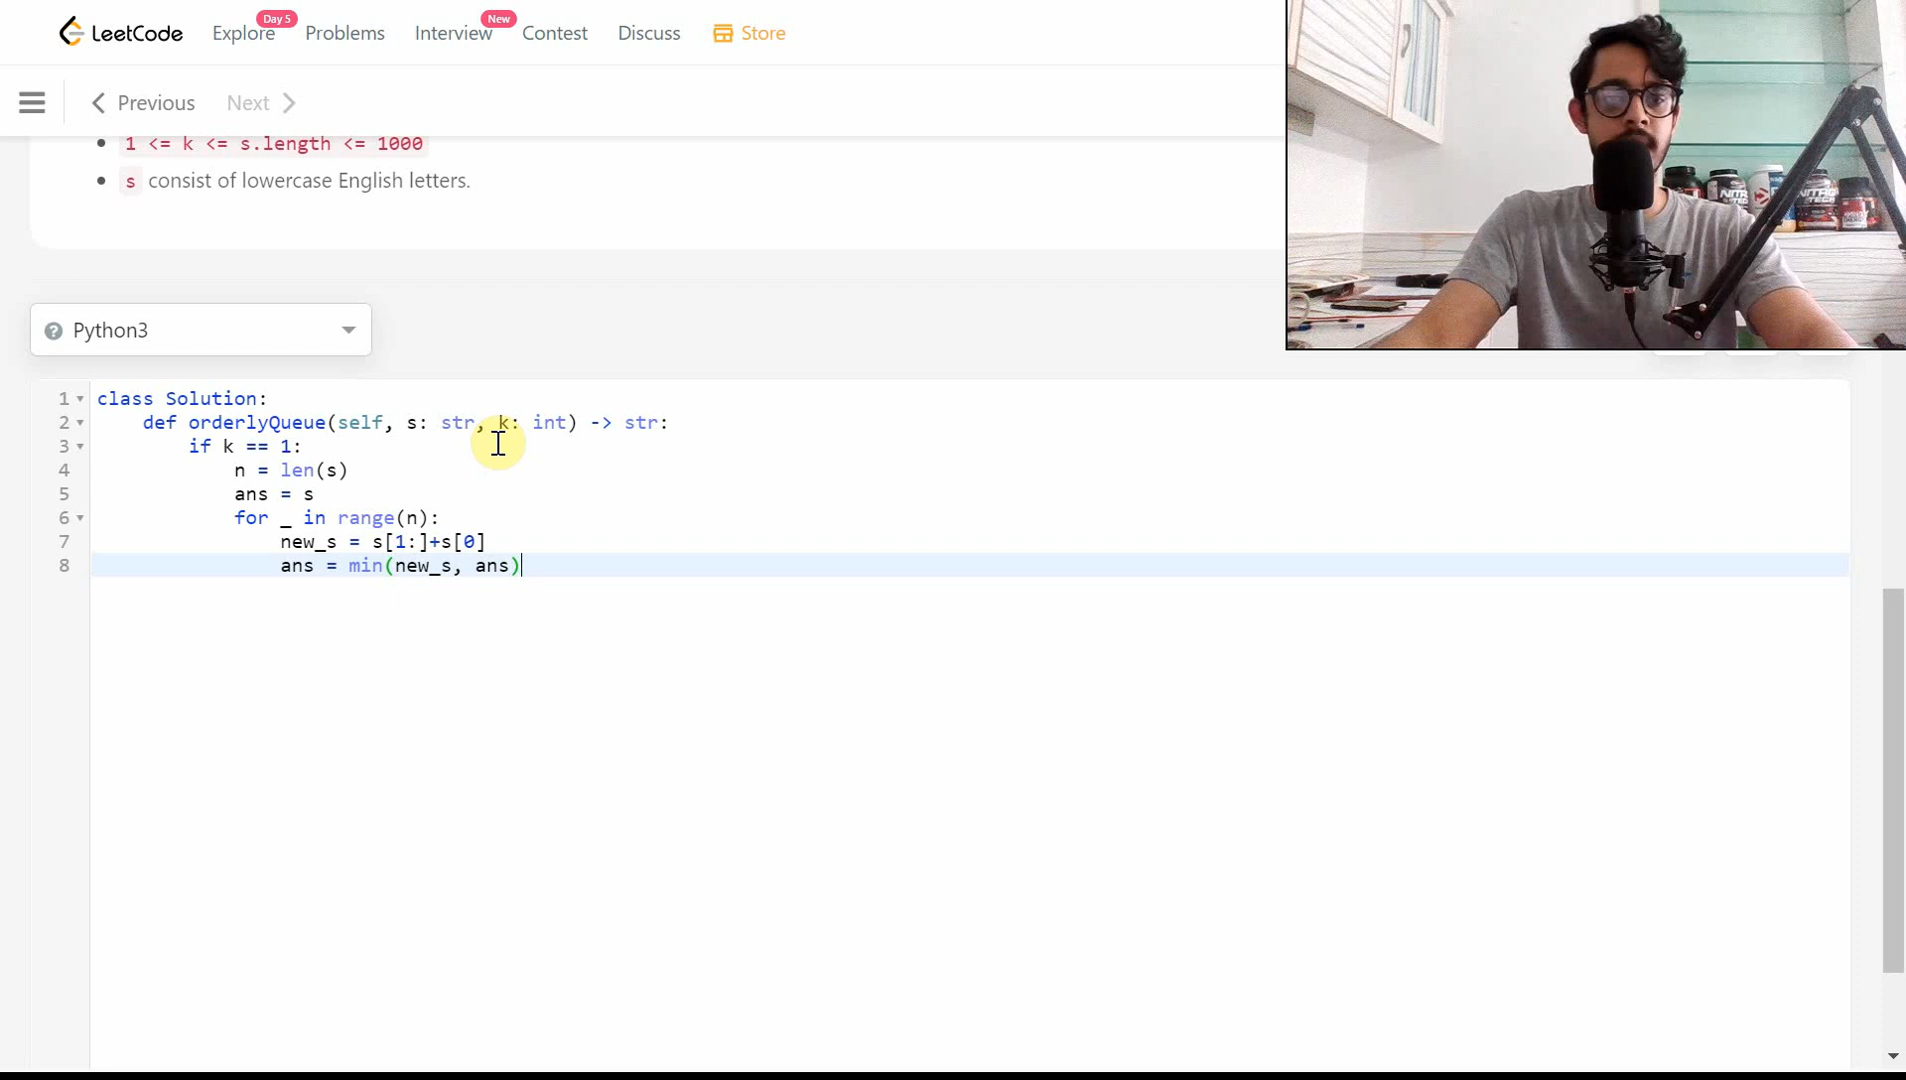 LeetCode Explore Day 5 Problems Interview New Contest Discuss Store
Previous Next
1 <= k <= s.length <= 1000
s consist of lowercase English letters.
Python3
1 class Solution:
2 def orderlyQueue(self, s: str, k: int) -> str:
3 if k == 1:
4 n = len(s)
5 ans = s
6 for _ in range(n):
7 new_s = s[1:]+s[0]
8 ans = min(new_s, ans)
NITRO
TECH